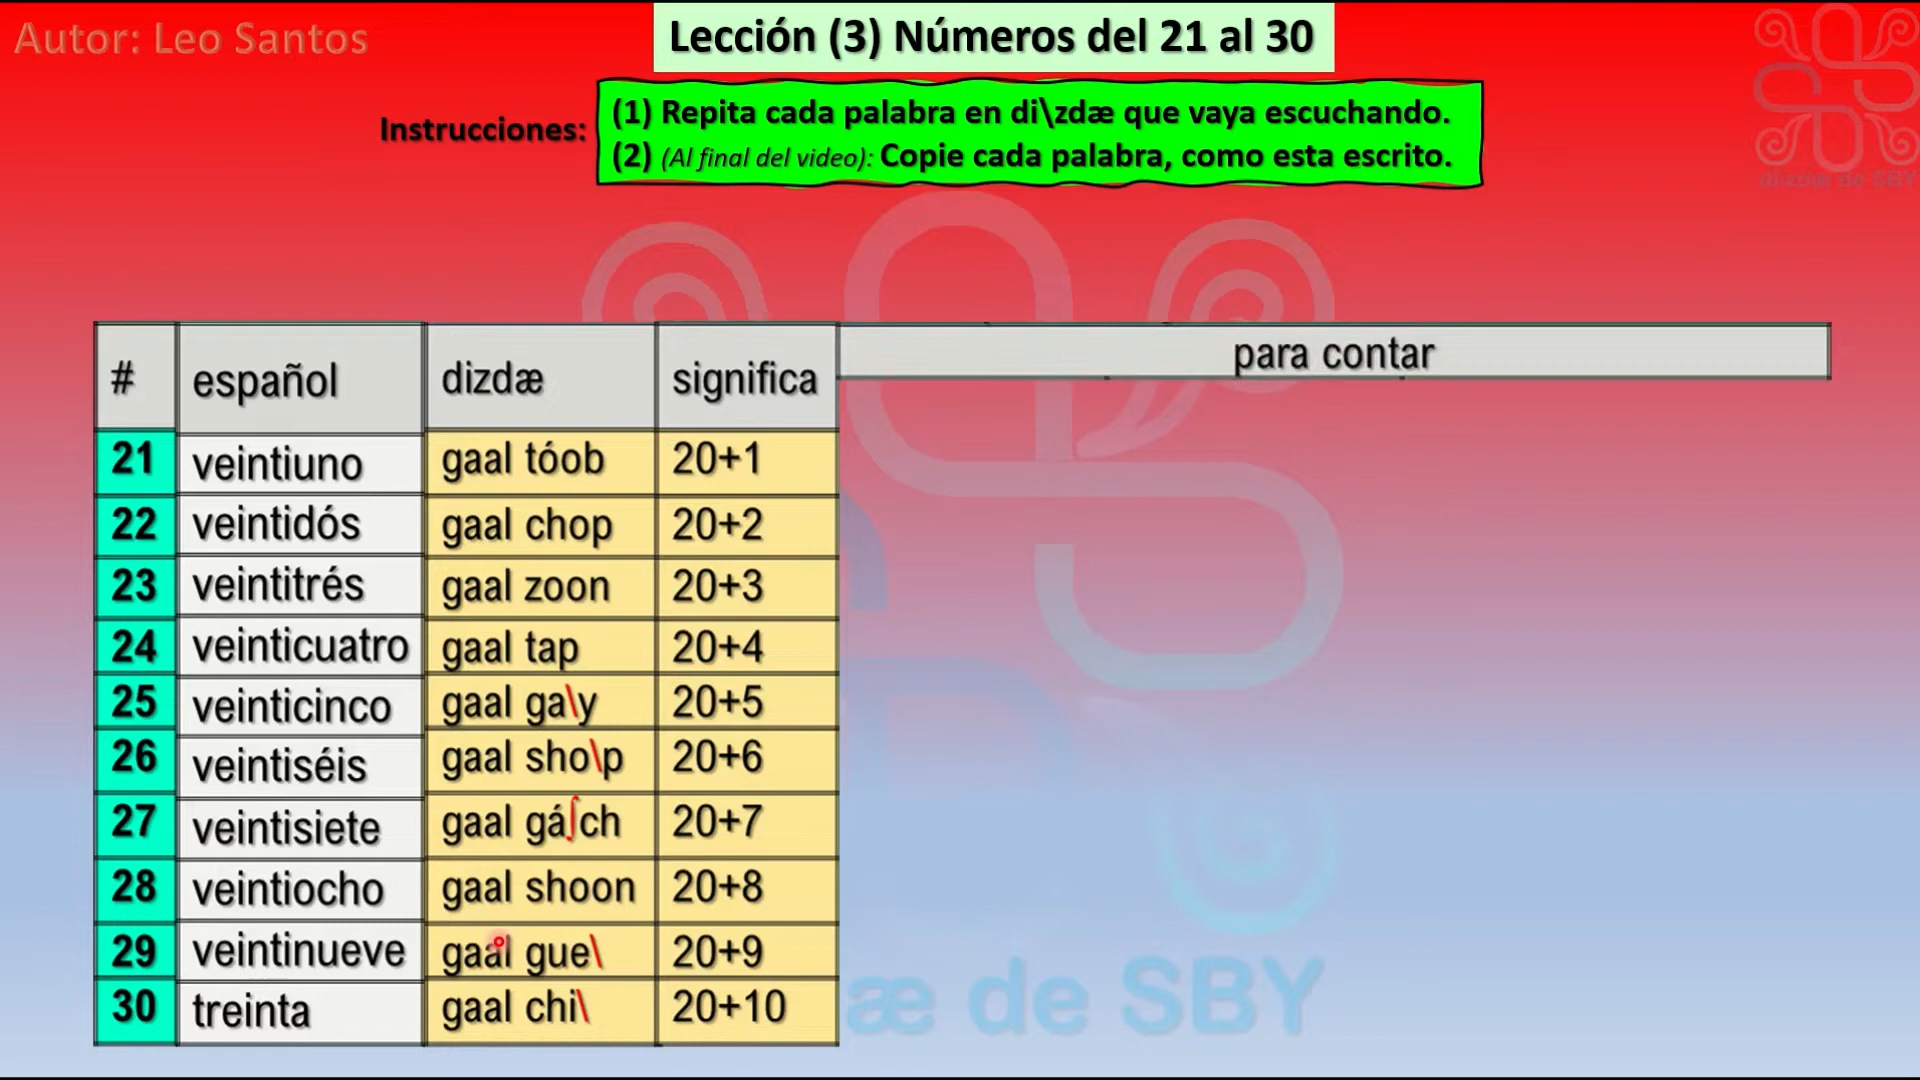 Autor: Leo Santos
Lección (3) Números del 21 al 30
Instrucciones:
(1) Repita cada palabra en di\zdæ que vaya escuchando.
(2) (Al final del video): Copie cada palabra, como esta escrito.
di\zdæ de SBY
# español dizdæ significa para contar
21 veintiuno gaal tóob 20+1
22 veintidós gaal chop 20+2
23 veintitrés gaal zoon 20+3
24 veinticuatro gaal tap 20+4
25 veinticinco gaal ga\y 20+5
26 veintiséis gaal sho\p 20+6
27 veintisiete gaal gá∫ch 20+7
28 veintiocho gaal shoon 20+8
29 veintinueve gaal gue\ 20+9
30 treinta gaal chi\ 20+10
æ de SBY